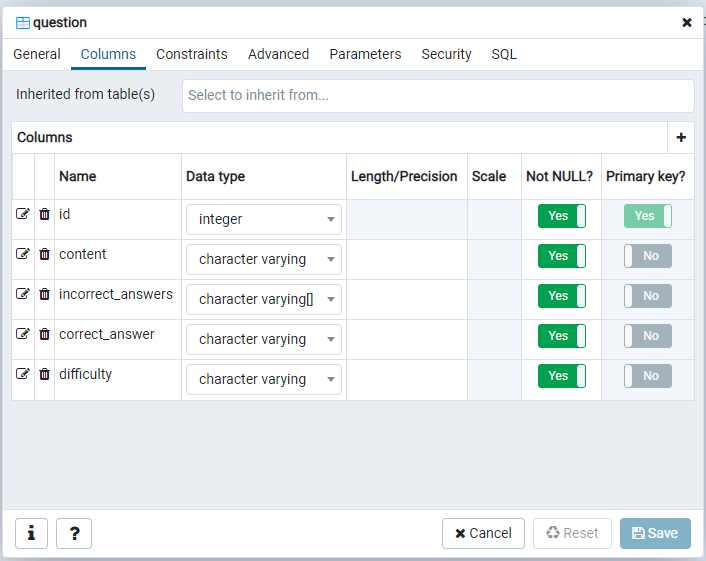 question
General Columns Constraints Advanced Parameters Security SQL
Inherited from table(s) Select to inherit from...
Columns
Name Data type Length/Precision Scale Not NULL? Primary key?
id integer Yes Yes
content character varying Yes No
incorrect_answers character varying[] Yes No
correct_answer character varying Yes No
difficulty character varying Yes No
i ? Cancel Reset Save